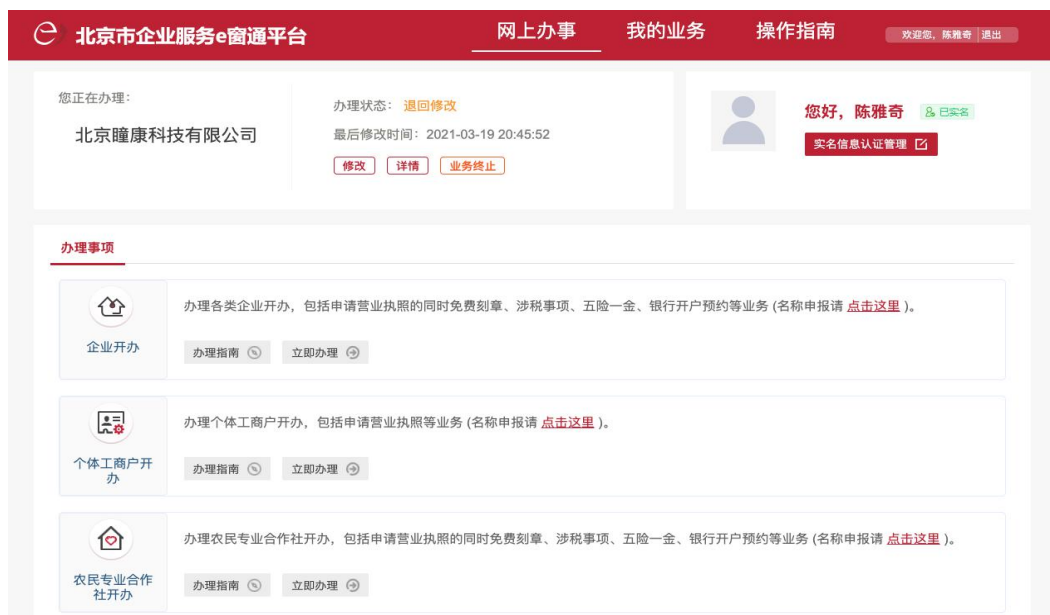 北京市企业服务e窗通平台
网上办事 我的业务 操作指南 欢迎您,陈雅奇 退出
您正在办理:
北京瞳康科技有限公司
办理状态: 退回修改
最后修改时间: 2021-03-19 20:45:52
修改 详情 业务终止
您好,陈雅奇 已实名
实名信息认证管理
办理事项
企业开办
办理各类企业开办,包括申请营业执照的同时免费刻章、涉税事项、五险一金、银行开户预约等业务 (名称申报请 点击这里 )。
办理指南 立即办理
个体工商户开
办
办理个体工商户开办,包括申请营业执照等业务 (名称申报请 点击这里 )。
办理指南 立即办理
农民专业合作
社开办
办理农民专业合作社开办,包括申请营业执照的同时免费刻章、涉税事项、五险一金、银行开户预约等业务 (名称申报请 点击这里 )。
办理指南 立即办理